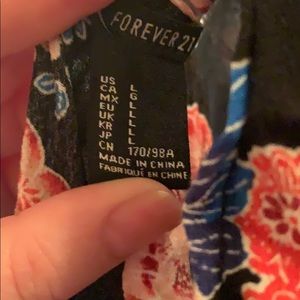 FOREVER 21
US L
CA L
MX G
EU L
UK L
KR L
JP L
CN 170/98A
MADE IN CHINA
FABRIQUÉ EN CHINE